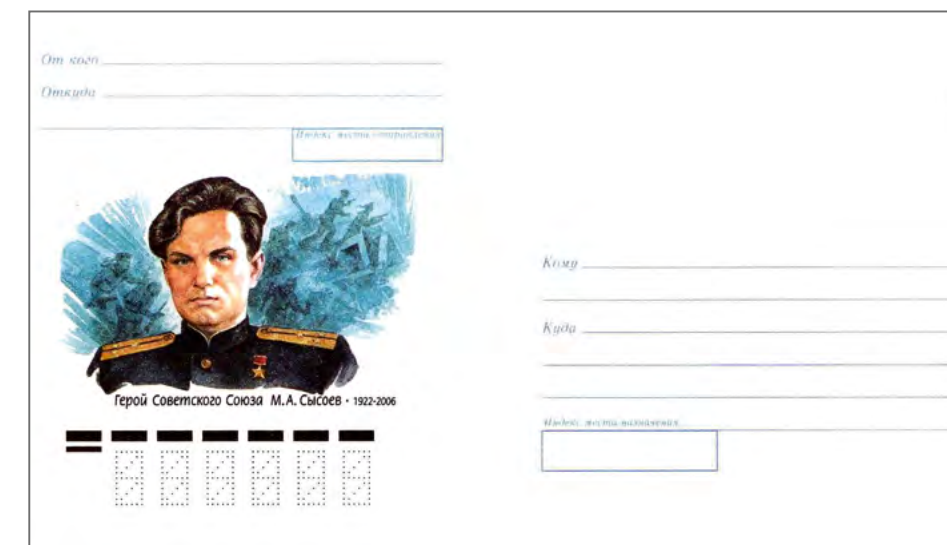 От кого
Откуда
Индекс места отправления
Герой Советского Союза М.А. Сысоев · 1922-2006
Кому
Куда
Индекс места назначения